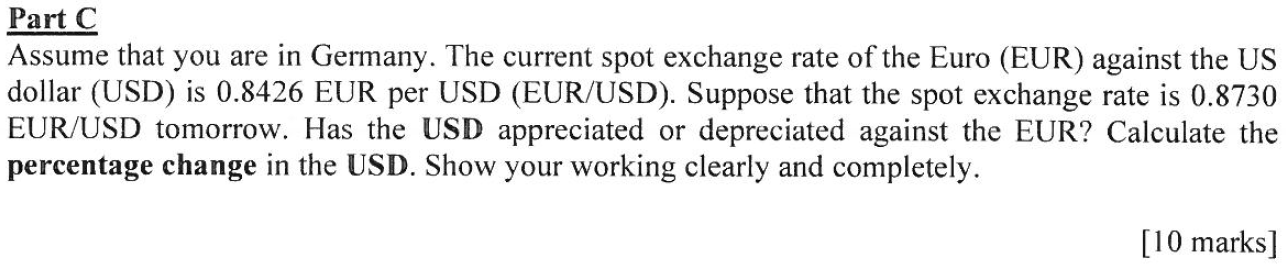 Part C
Assume that you are in Germany. The current spot exchange rate of the Euro (EUR) against the US
dollar (USD) is 0.8426 EUR per USD (EUR/USD). Suppose that the spot exchange rate is 0.8730
EUR/USD tomorrow. Has the USD appreciated or depreciated against the EUR? Calculate the
percentage change in the USD. Show your working clearly and completely.
[10 marks]